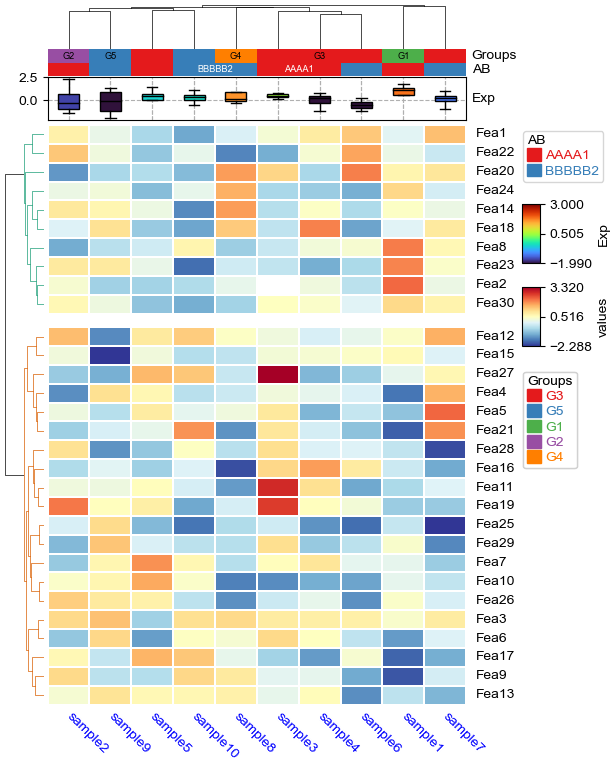 G2 G5 G4 G3 G1 Groups
BBBBB2 AAAA1 AB
2.5
0.0
Exp
Fea1
Fea22
Fea20
Fea24
Fea14
Fea18
Fea8
Fea23
Fea2
Fea30
Fea12
Fea15
Fea27
Fea4
Fea5
Fea21
Fea28
Fea16
Fea11
Fea19
Fea25
Fea29
Fea7
Fea10
Fea26
Fea3
Fea6
Fea17
Fea9
Fea13
sample2 sample9 sample5 sample10 sample8 sample3 sample4 sample6 sample1 sample7
AB
AAAA1
BBBBB2
3.000
0.505
-1.990
Exp
3.320
0.516
-2.288
values
Groups
G3
G5
G1
G2
G4